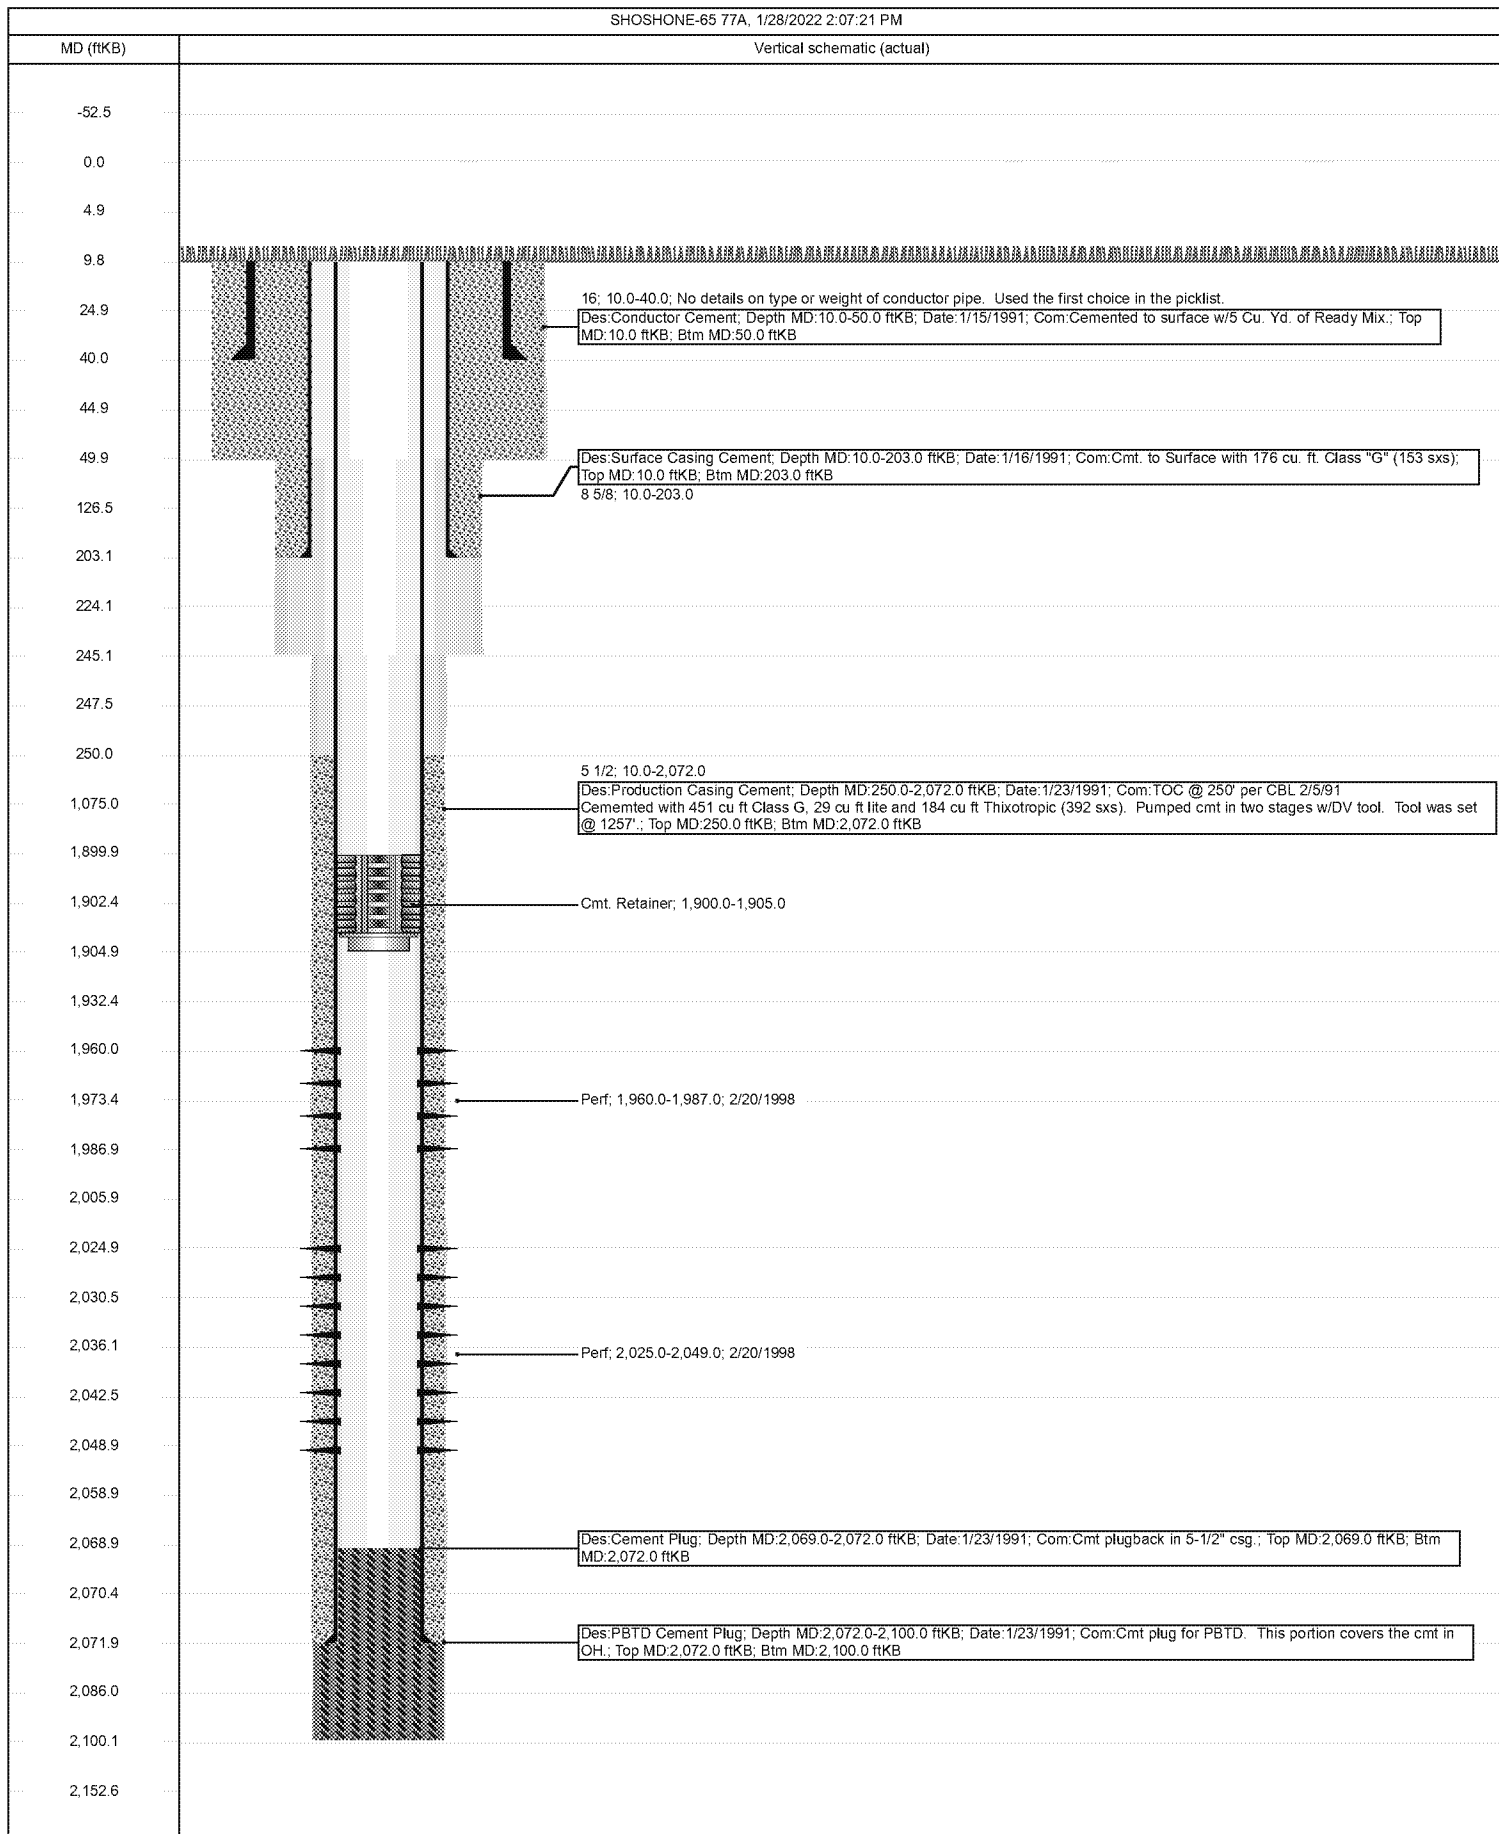 SHOSHONE-65 77A, 1/28/2022 2:07:21 PM
MD (ftKB)
Vertical schematic (actual)
-52.5
0.0
4.9
9.8
16; 10.0-40.0; No details on type or weight of conductor pipe. Used the first choice in the picklist.
24.9
Des:Conductor Cement; Depth MD:10.0-50.0 ftKB; Date:1/15/1991; Com:Cemented to surface w/5 Cu. Yd. of Ready Mix.; Top
MD:10.0 ftKB; Btm MD:50.0 ftKB
40.0
44.9
49.9
Des:Surface Casing Cement; Depth MD:10.0-203.0 ftKB; Date:1/16/1991; Com:Cmt. to Surface with 176 cu. ft. Class "G" (153 sxs);
Top MD:10.0 ftKB; Btm MD:203.0 ftKB
8 5/8; 10.0-203.0
126.5
203.1
224.1
245.1
247.5
250.0
5 1/2; 10.0-2,072.0
Des:Production Casing Cement; Depth MD:250.0-2,072.0 ftKB; Date:1/23/1991; Com:TOC @ 250' per CBL 2/5/91
Cememted with 451 cu ft Class G, 29 cu ft lite and 184 cu ft Thixotropic (392 sxs). Pumped cmt in two stages w/DV tool. Tool was set
@ 1257'.; Top MD:250.0 ftKB; Btm MD:2,072.0 ftKB
1,075.0
1,899.9
1,902.4
Cmt. Retainer; 1,900.0-1,905.0
1,904.9
1,932.4
1,960.0
1,973.4
Perf; 1,960.0-1,987.0; 2/20/1998
1,986.9
2,005.9
2,024.9
2,030.5
2,036.1
Perf; 2,025.0-2,049.0; 2/20/1998
2,042.5
2,048.9
2,058.9
2,068.9
Des:Cement Plug; Depth MD:2,069.0-2,072.0 ftKB; Date:1/23/1991; Com:Cmt plugback in 5-1/2" csg.; Top MD:2,069.0 ftKB; Btm
MD:2,072.0 ftKB
2,070.4
2,071.9
Des:PBTD Cement Plug; Depth MD:2,072.0-2,100.0 ftKB; Date:1/23/1991; Com:Cmt plug for PBTD. This portion covers the cmt in
OH.; Top MD:2,072.0 ftKB; Btm MD:2,100.0 ftKB
2,086.0
2,100.1
2,152.6